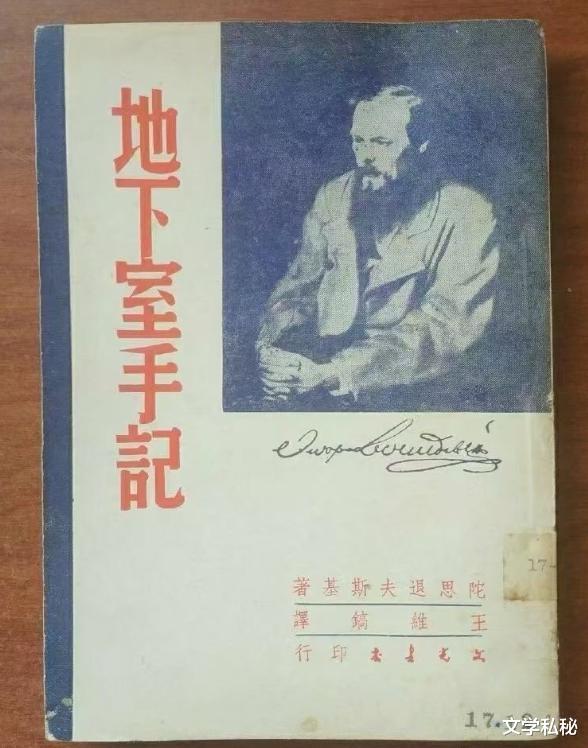 地下室手記
陀思退夫斯基著
王維鎬譯
文光書店印行
17-
17.
文学私秘